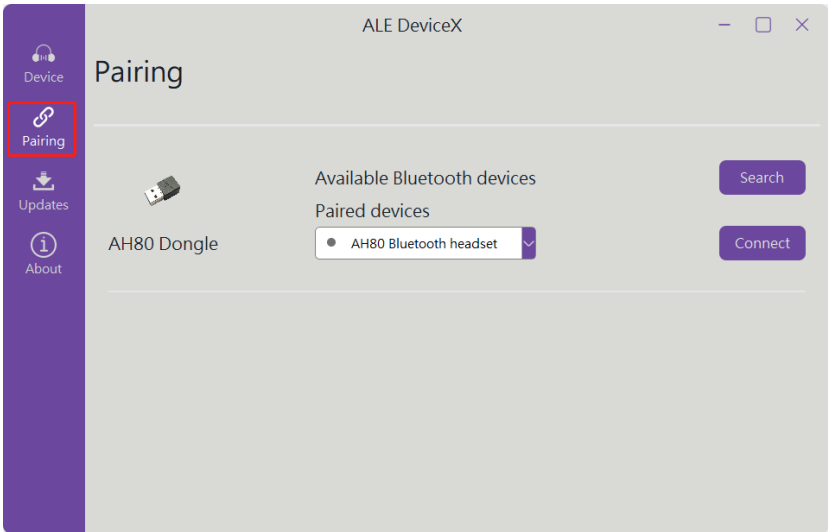 ALE DeviceX
Device
Pairing
Updates
About
Pairing
Available Bluetooth devices
Search
Paired devices
AH80 Dongle
AH80 Bluetooth headset
Connect